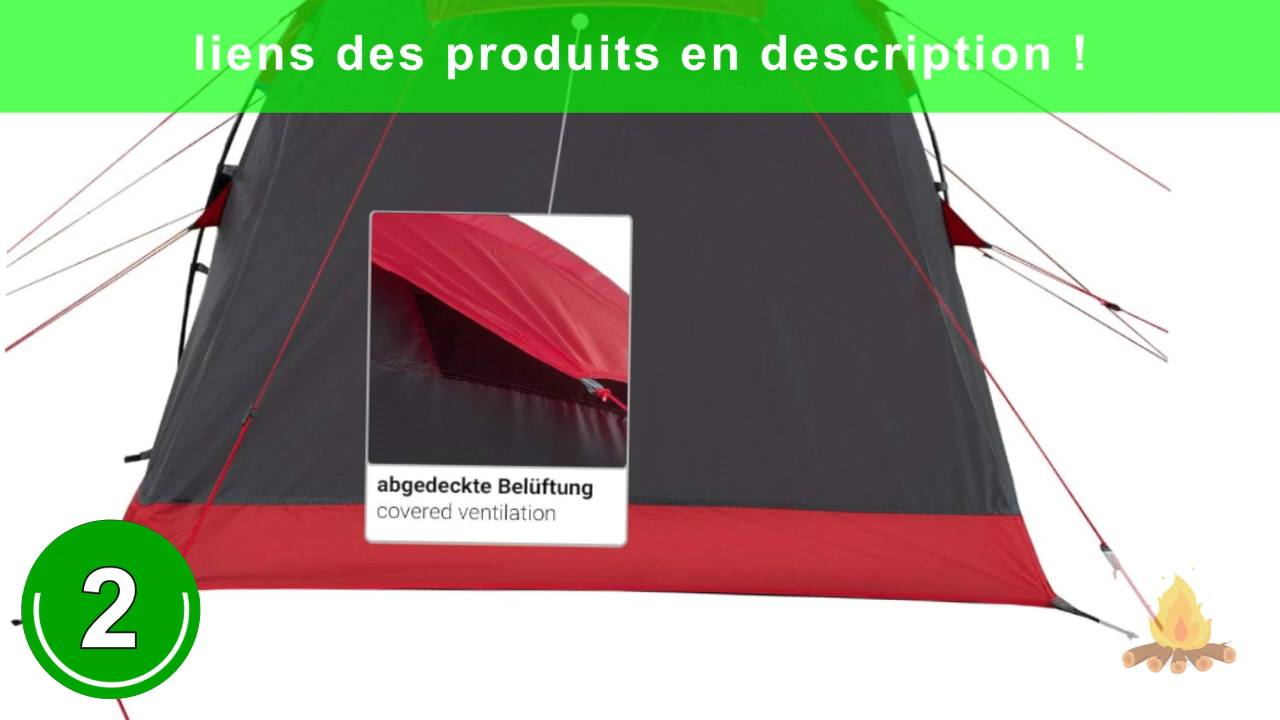 liens des produits en description !
abgedeckte Belüftung
covered ventilation
2